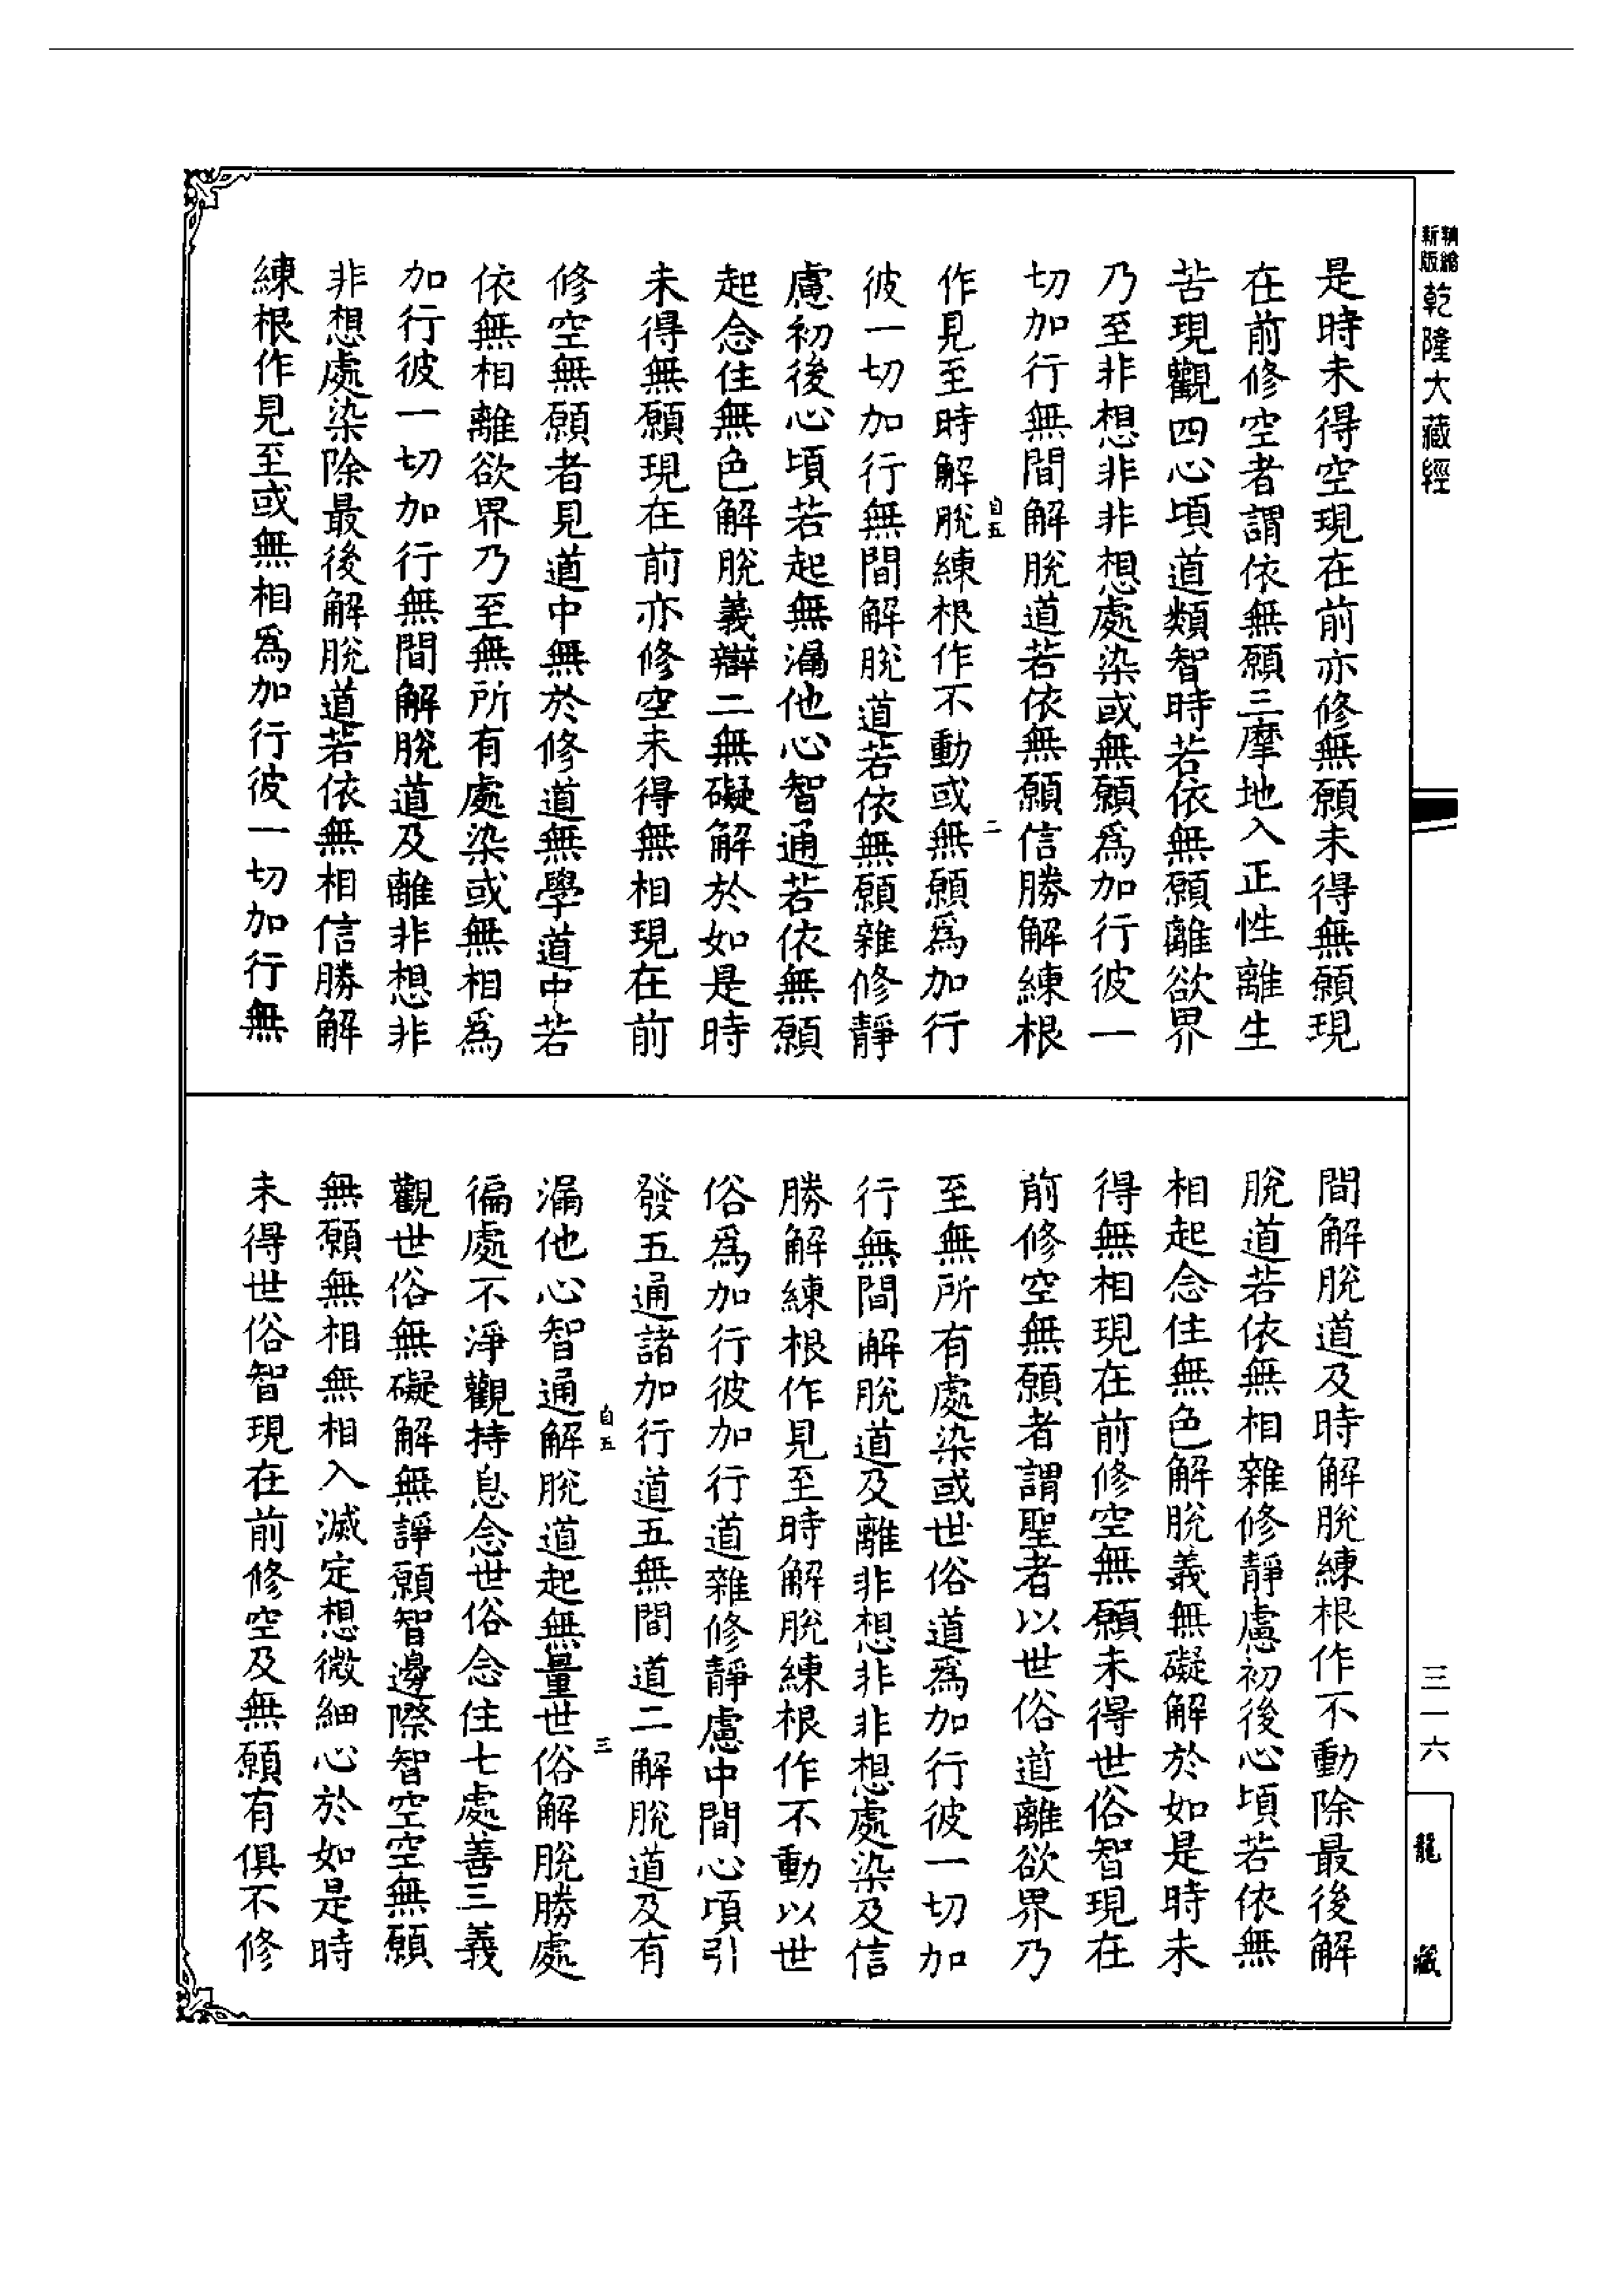 新版精繪
乾隆大藏經
是時未得空現在前亦修無願未得無願現
在前修空者謂依無願三摩地入正性離生
苦現觀四心頃道類智時若依無願離欲界
乃至非想非非想處染或無願爲加行彼一
切加行無間解脫道若依無願信勝解練根
自五
二
作見至時解脫練根作不動或無願爲加行
彼一切加行無間解脫道若依無願雜修靜
慮初後心頃若起無漏他心智通若依無願
起念住無色解脫義辯二無礙解於如是時
未得無願現在前亦修空未得無相現在前
修空無願者見道中無於修道無學道中若
依無相離欲界乃至無所有處染或無相爲
加行彼一切加行無間解脫道及離非想非
非想處染除最後解脫道若依無相信勝解
練根作見至或無相爲加行彼一切加行無
間解脫道及時解脫練根作不動除最後解
脫道若依無相雜修靜慮初後心頃若依無
相起念住無色解脫義無礙解於如是時未
得無相現在前修空無願未得世俗智現在
前修空無願者謂聖者以世俗道離欲界乃
至無所有處染或世俗道爲加行彼一切加
行無間解脫道及離非想非非想處染及信
勝解練根作見至時解脫練根作不動以世
俗爲加行彼加行道雜修靜慮中間心頃引
發五通諸加行道五無間道二解脫道及有
自五
三
漏他心智通解脫道起無量世俗解脫勝處
徧處不淨觀持息念世俗念住七處善三義
觀世俗無礙解無諍願智邊際智空空無願
無願無相無相入滅定想微細心於如是時
未得世俗智現在前修空及無願有俱不修
三一六
龍藏